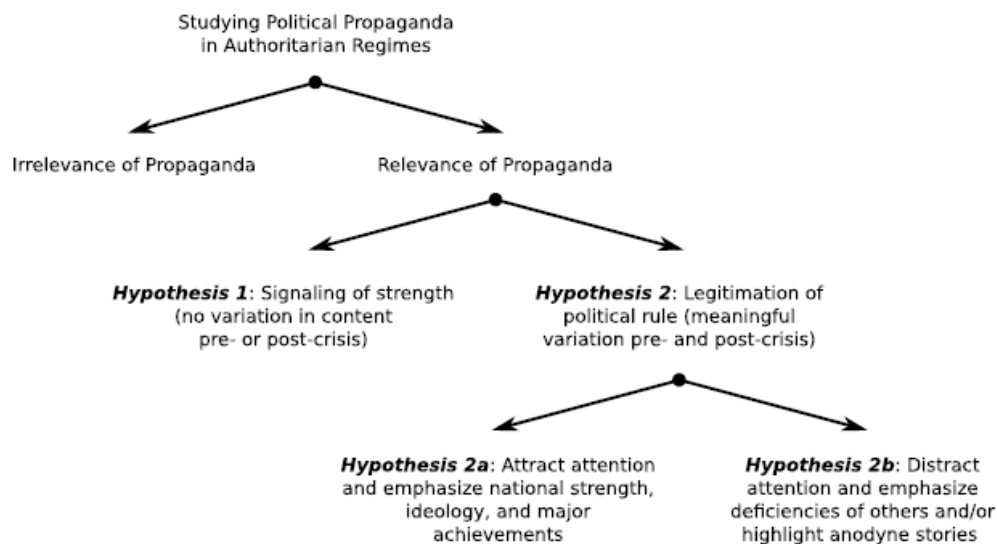 Studying Political Propaganda
in Authoritarian Regimes
Irrelevance of Propaganda
Relevance of Propaganda
Hypothesis 1: Signaling of strength
(no variation in content
pre- or post-crisis)
Hypothesis 2: Legitimation of
political rule (meaningful
variation pre- and post-crisis)
Hypothesis 2a: Attract attention
and emphasize national strength,
ideology, and major
achievements
Hypothesis 2b: Distract
attention and emphasize
deficiencies of others and/or
highlight anodyne stories